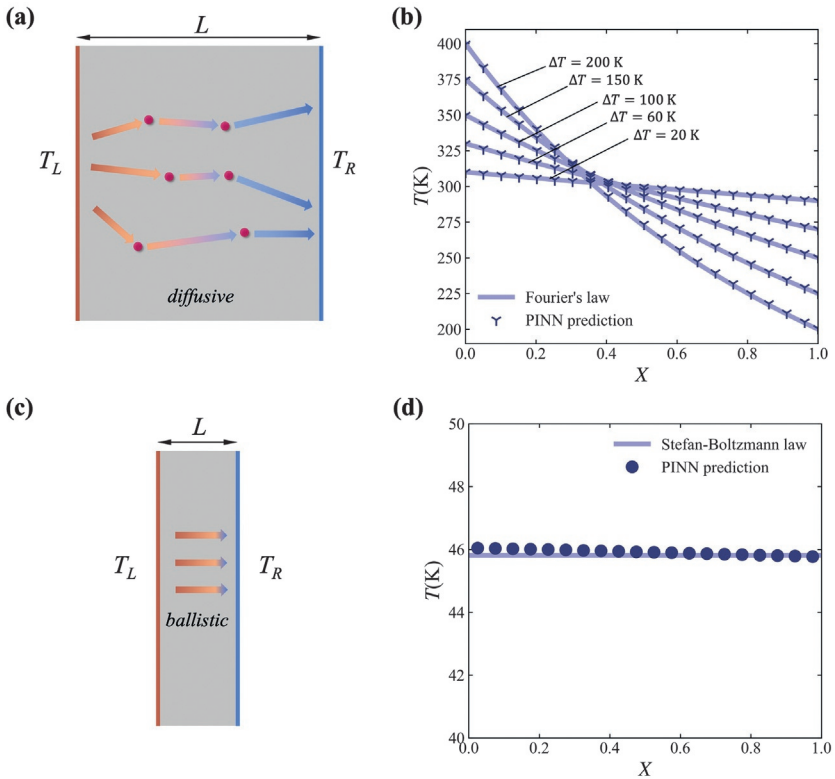 (a)
L
T_L
T_R
diffusive
(b)
400
375
350
325
300
275
250
225
200
T(K)
ΔT = 200 K
ΔT = 150 K
ΔT = 100 K
ΔT = 60 K
ΔT = 20 K
Fourier's law
PINN prediction
0.0 0.2 0.4 0.6 0.8 1.0
X
(c)
L
T_L
T_R
ballistic
(d)
50
48
46
44
42
40
T(K)
Stefan-Boltzmann law
PINN prediction
0.0 0.2 0.4 0.6 0.8 1.0
X